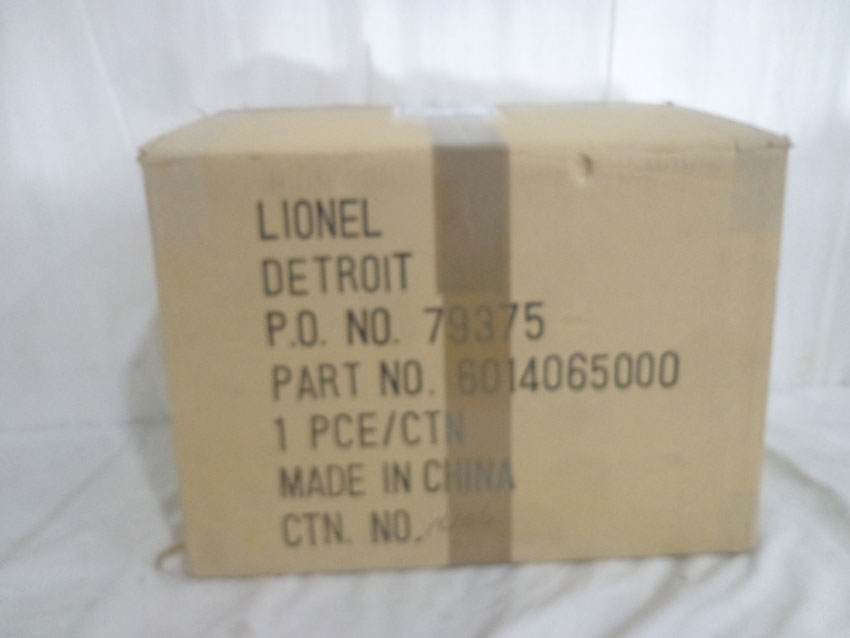 LIONEL
DETROIT
P.O. NO. 79375
PART NO. 6014065000
1 PCE/CTN
MADE IN CHINA
CTN. NO.